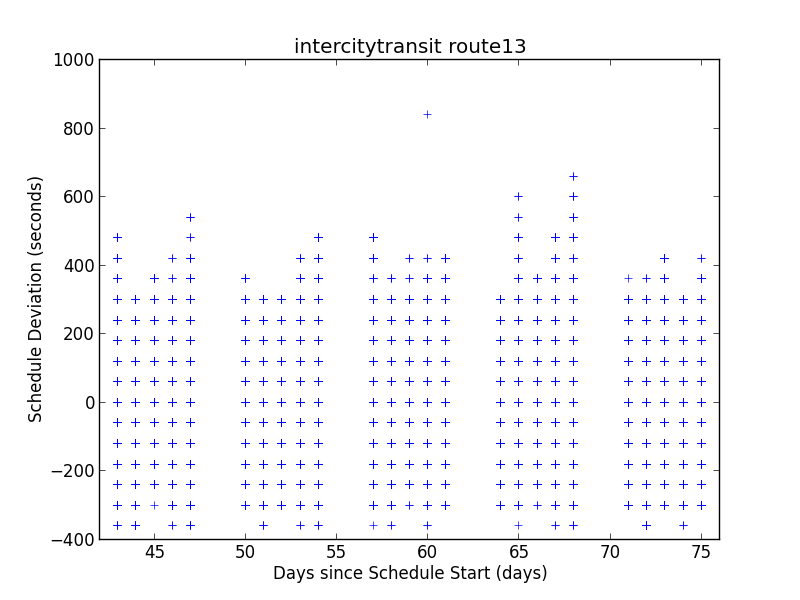 intercitytransit route13
1000
800
600
400
200
0
−200
−400
Schedule Deviation (seconds)
45 50 55 60 65 70 75
Days since Schedule Start (days)